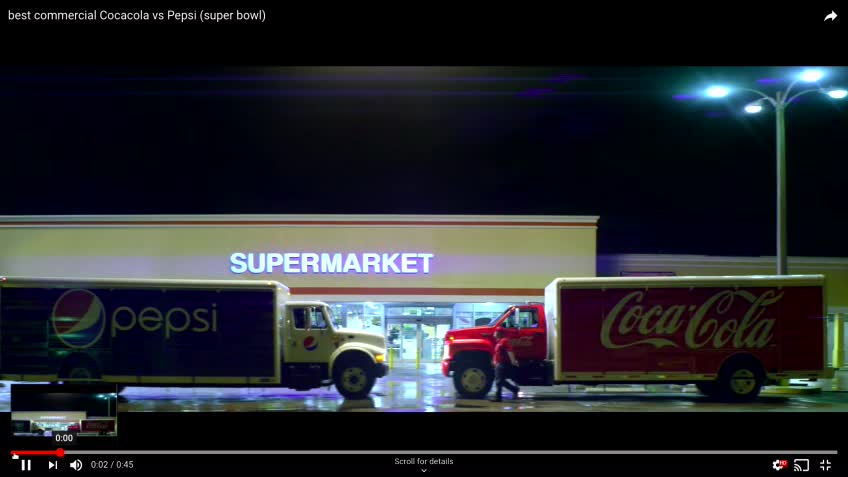 best commercial Cocacola vs Pepsi (super bowl)
SUPERMARKET
pepsi
Coca-Cola
0:00
0:02 / 0:45
Scroll for details
HD